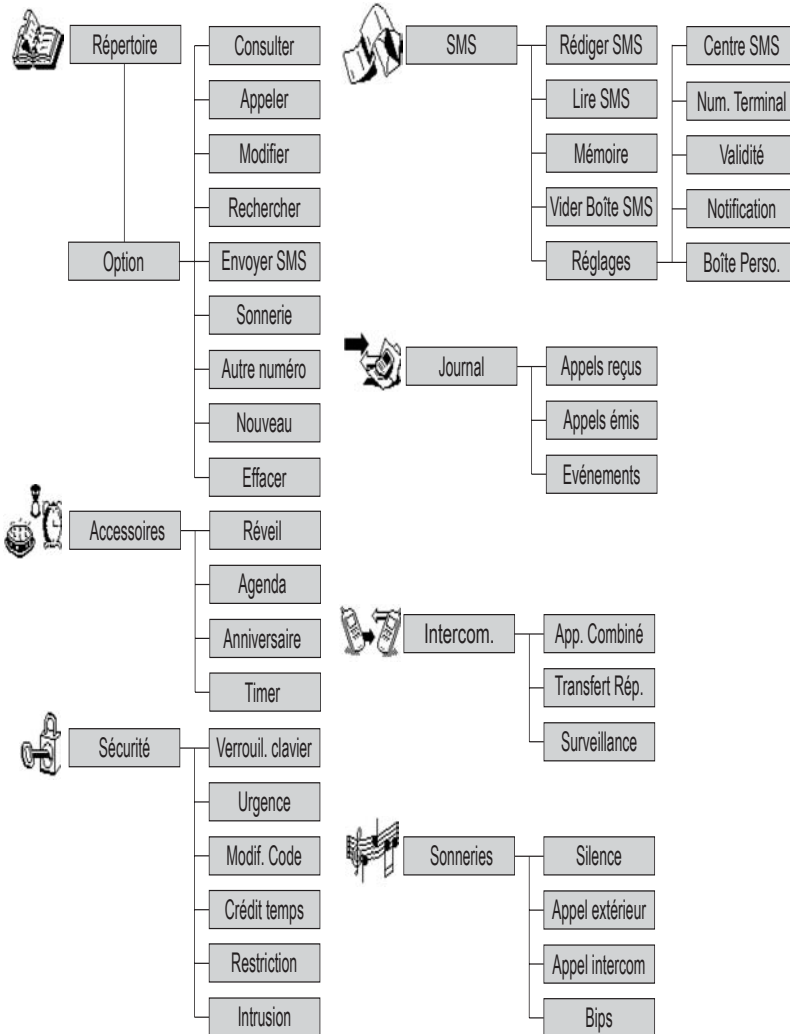 Répertoire
Option
Consulter
Appeler
Modifier
Rechercher
Envoyer SMS
Sonnerie
Autre numéro
Nouveau
Effacer
Accessoires
Réveil
Agenda
Anniversaire
Timer
Sécurité
Verrouil. clavier
Urgence
Modif. Code
Crédit temps
Restriction
Intrusion
SMS
Rédiger SMS
Lire SMS
Mémoire
Vider Boîte SMS
Réglages
Centre SMS
Num. Terminal
Validité
Notification
Boîte Perso.
Journal
Appels reçus
Appels émis
Evénements
Intercom.
App. Combiné
Transfert Rép.
Surveillance
Sonneries
Silence
Appel extérieur
Appel intercom
Bips